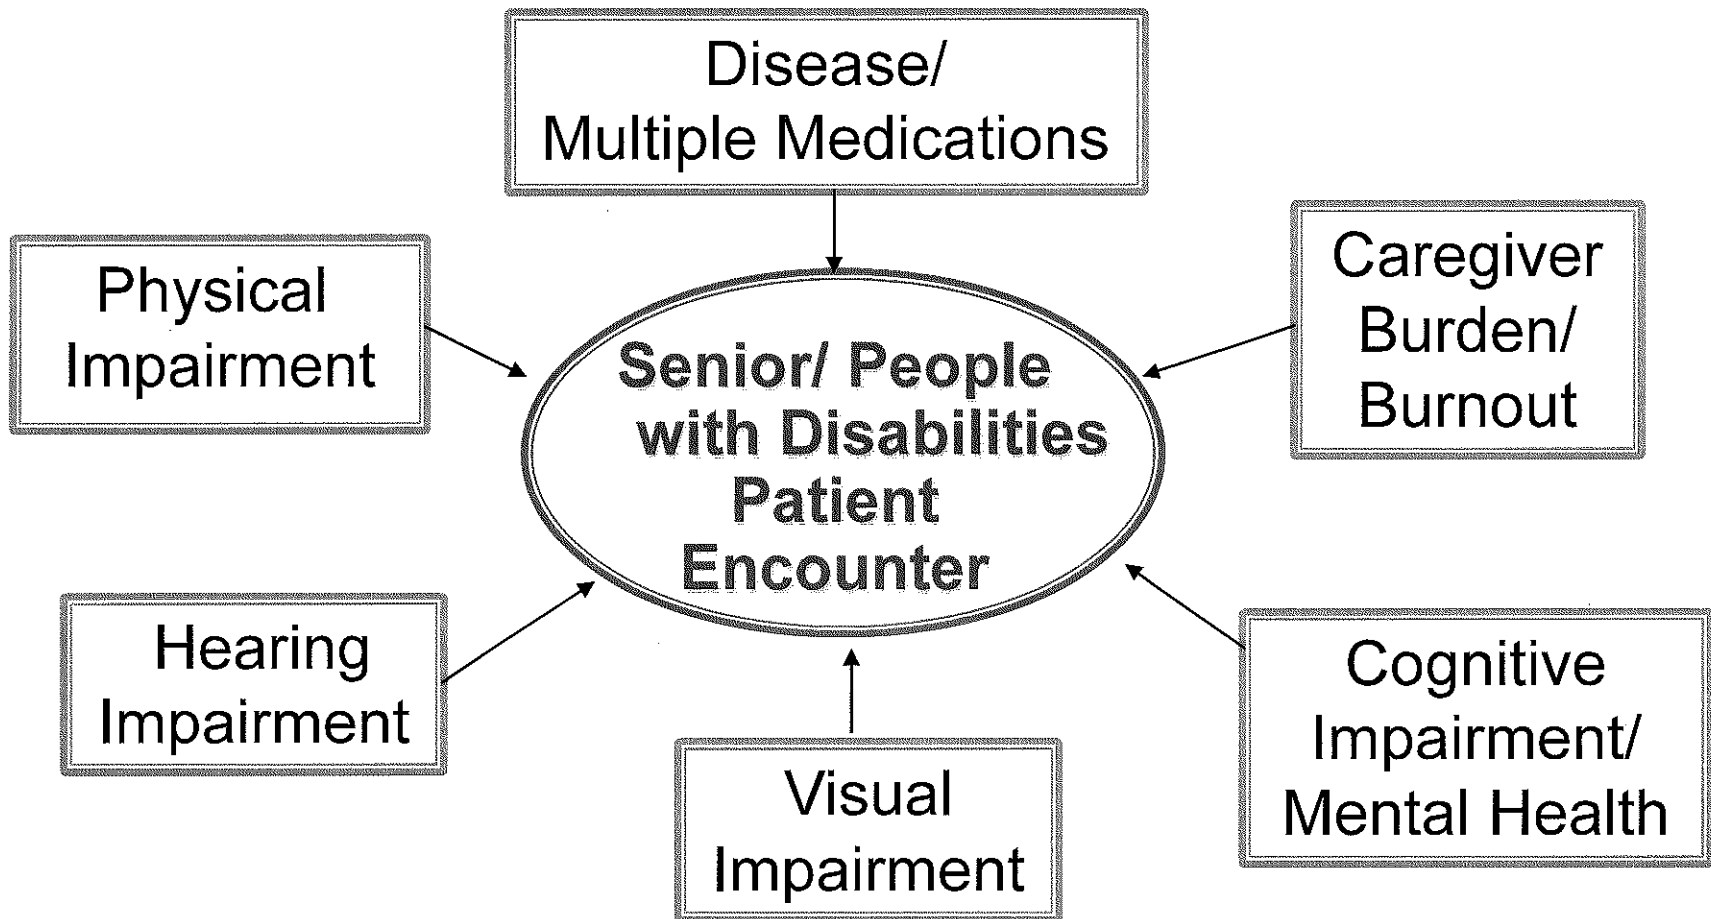 Disease/
Multiple Medications
Physical
Impairment
Caregiver
Burden/
Burnout
Senior/ People
with Disabilities
Patient
Encounter
Hearing
Impairment
Visual
Impairment
Cognitive
Impairment/
Mental Health